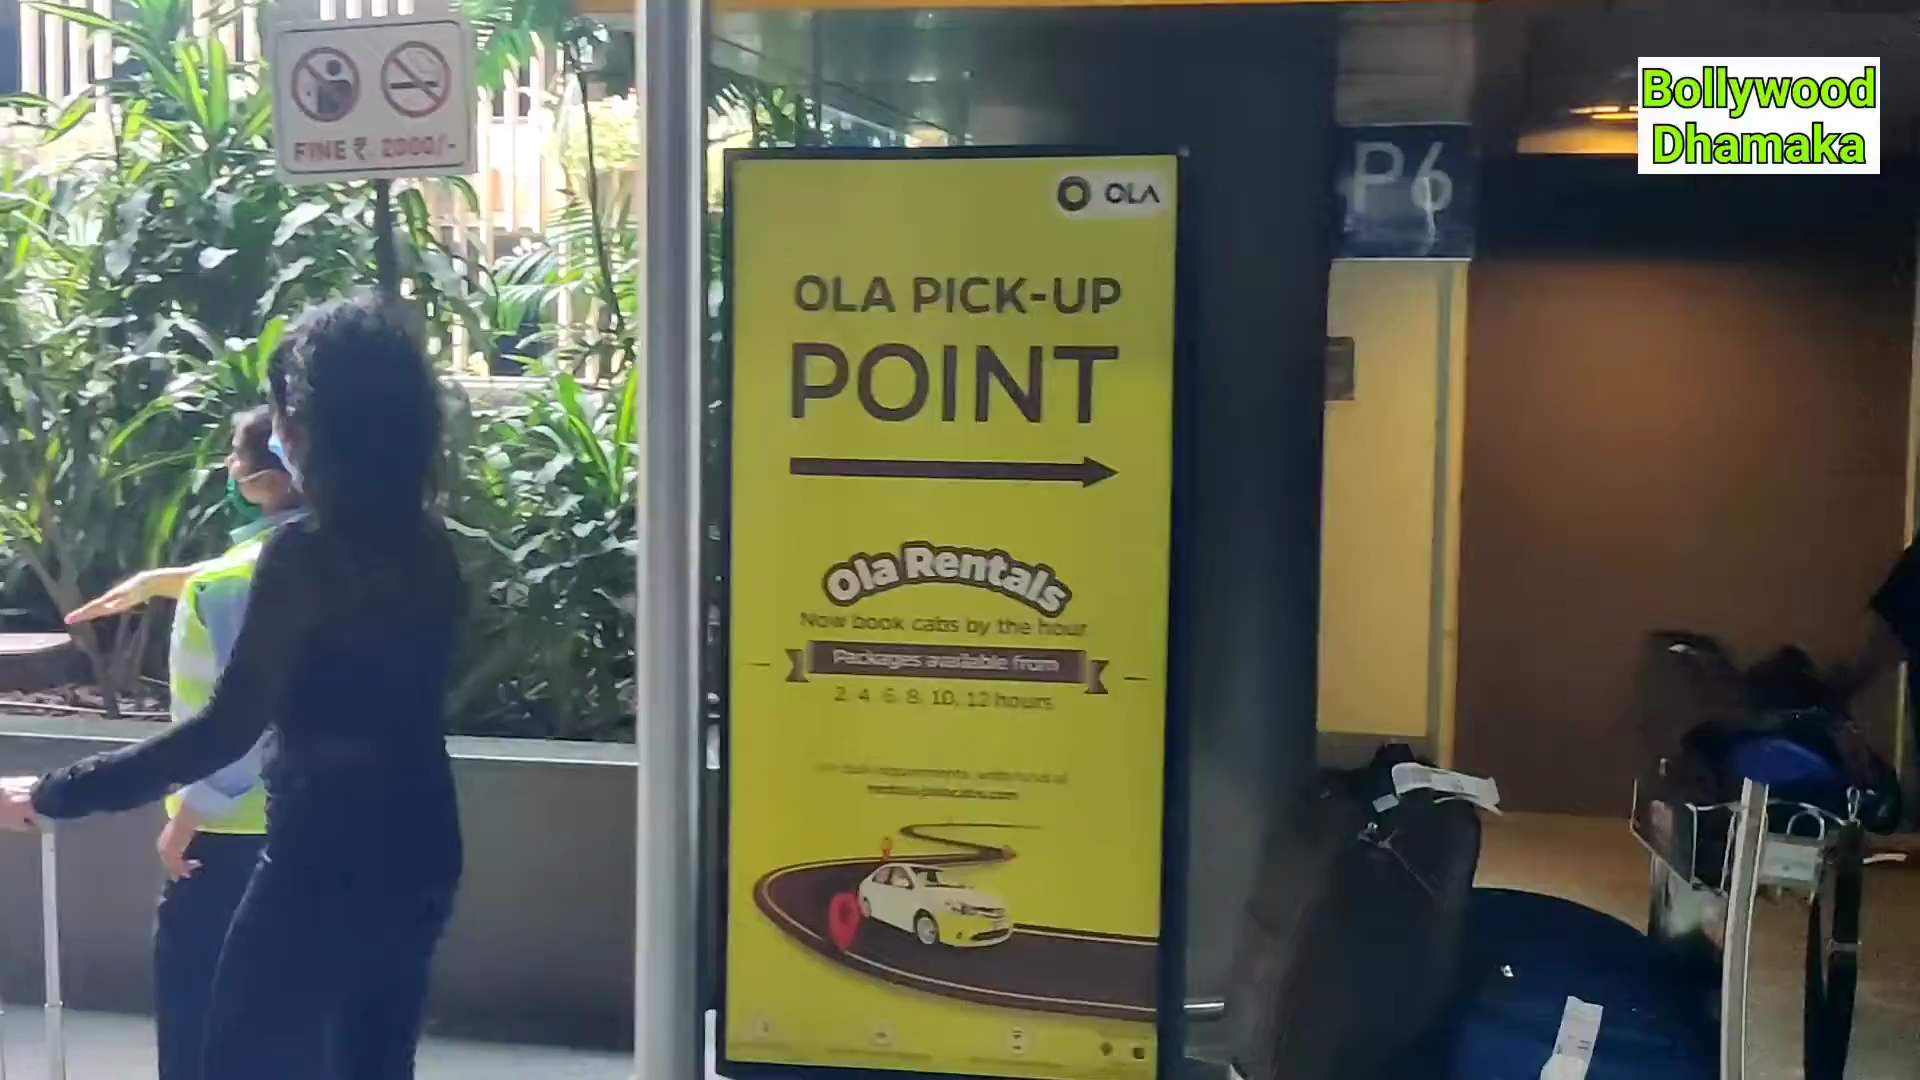 Bollywood
Dhamaka
FINE ₹. 2000/-
P6
OLA
OLA PICK-UP
POINT
Ola Rentals
Now book cabs by the hour
Packages available from
2, 4, 6, 8, 10, 12 hours